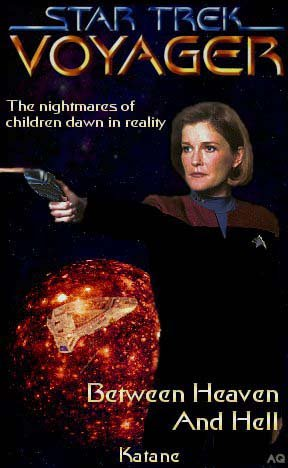 STAR TREK
VOYAGER
The nightmares of
children dawn in reality
Between Heaven
And Hell
Katane
AQ